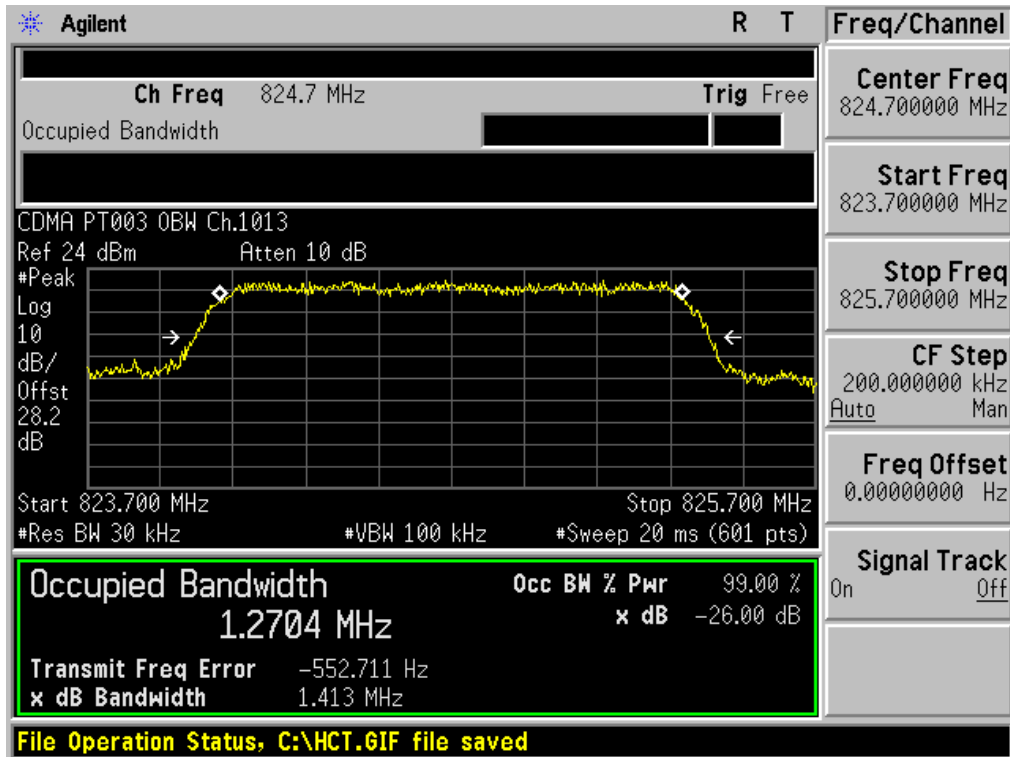 Agilent R T Freq/Channel
Ch Freq 824.7 MHz Trig Free
Occupied Bandwidth
Center Freq
824.700000 MHz
Start Freq
823.700000 MHz
Stop Freq
825.700000 MHz
CF Step
200.000000 kHz
Auto Man
Freq Offset
0.00000000 Hz
Signal Track
On Off
CDMA PT003 OBW Ch.1013
Ref 24 dBm Atten 10 dB
#Peak
Log
10
dB/
Offst
28.2
dB
Start 823.700 MHz Stop 825.700 MHz
#Res BW 30 kHz #VBW 100 kHz #Sweep 20 ms (601 pts)
Occupied Bandwidth Occ BW % Pwr 99.00 %
1.2704 MHz x dB -26.00 dB
Transmit Freq Error -552.711 Hz
x dB Bandwidth 1.413 MHz
File Operation Status, C:\HCT.GIF file saved